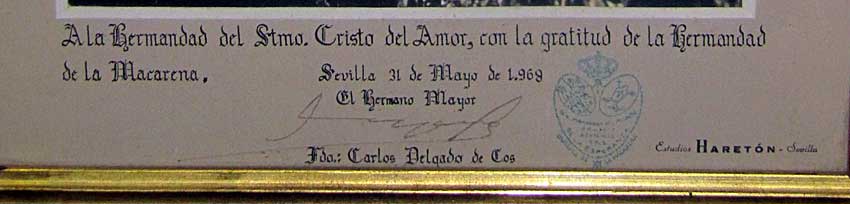 A la Hermandad del Stmo. Cristo del Amor, con la gratitud de la Hermandad
de la Macarena.
Sevilla 31 de Mayo de 1.969
El Hermano Mayor
Fdo.: Carlos Delgado de Cos
Estudios HARETÓN - Sevilla